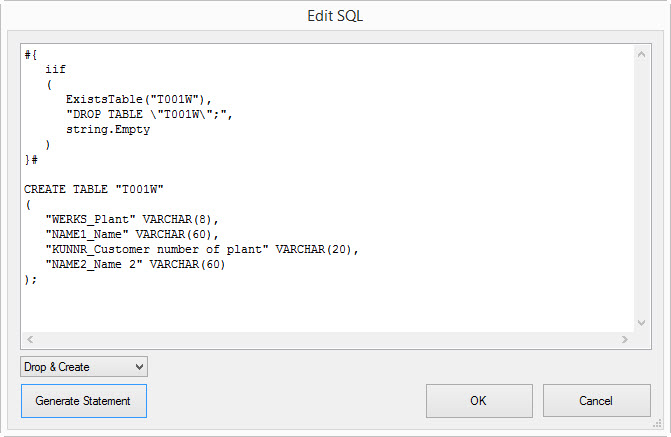 Edit SQL
#{
   iif
   (
      ExistsTable("T001W"),
      "DROP TABLE \"T001W\";",
      string.Empty
   )
}#

CREATE TABLE "T001W"
(
   "WERKS_Plant" VARCHAR(8),
   "NAME1_Name" VARCHAR(60),
   "KUNNR_Customer number of plant" VARCHAR(20),
   "NAME2_Name 2" VARCHAR(60)
);
Drop & Create
Generate Statement
OK
Cancel